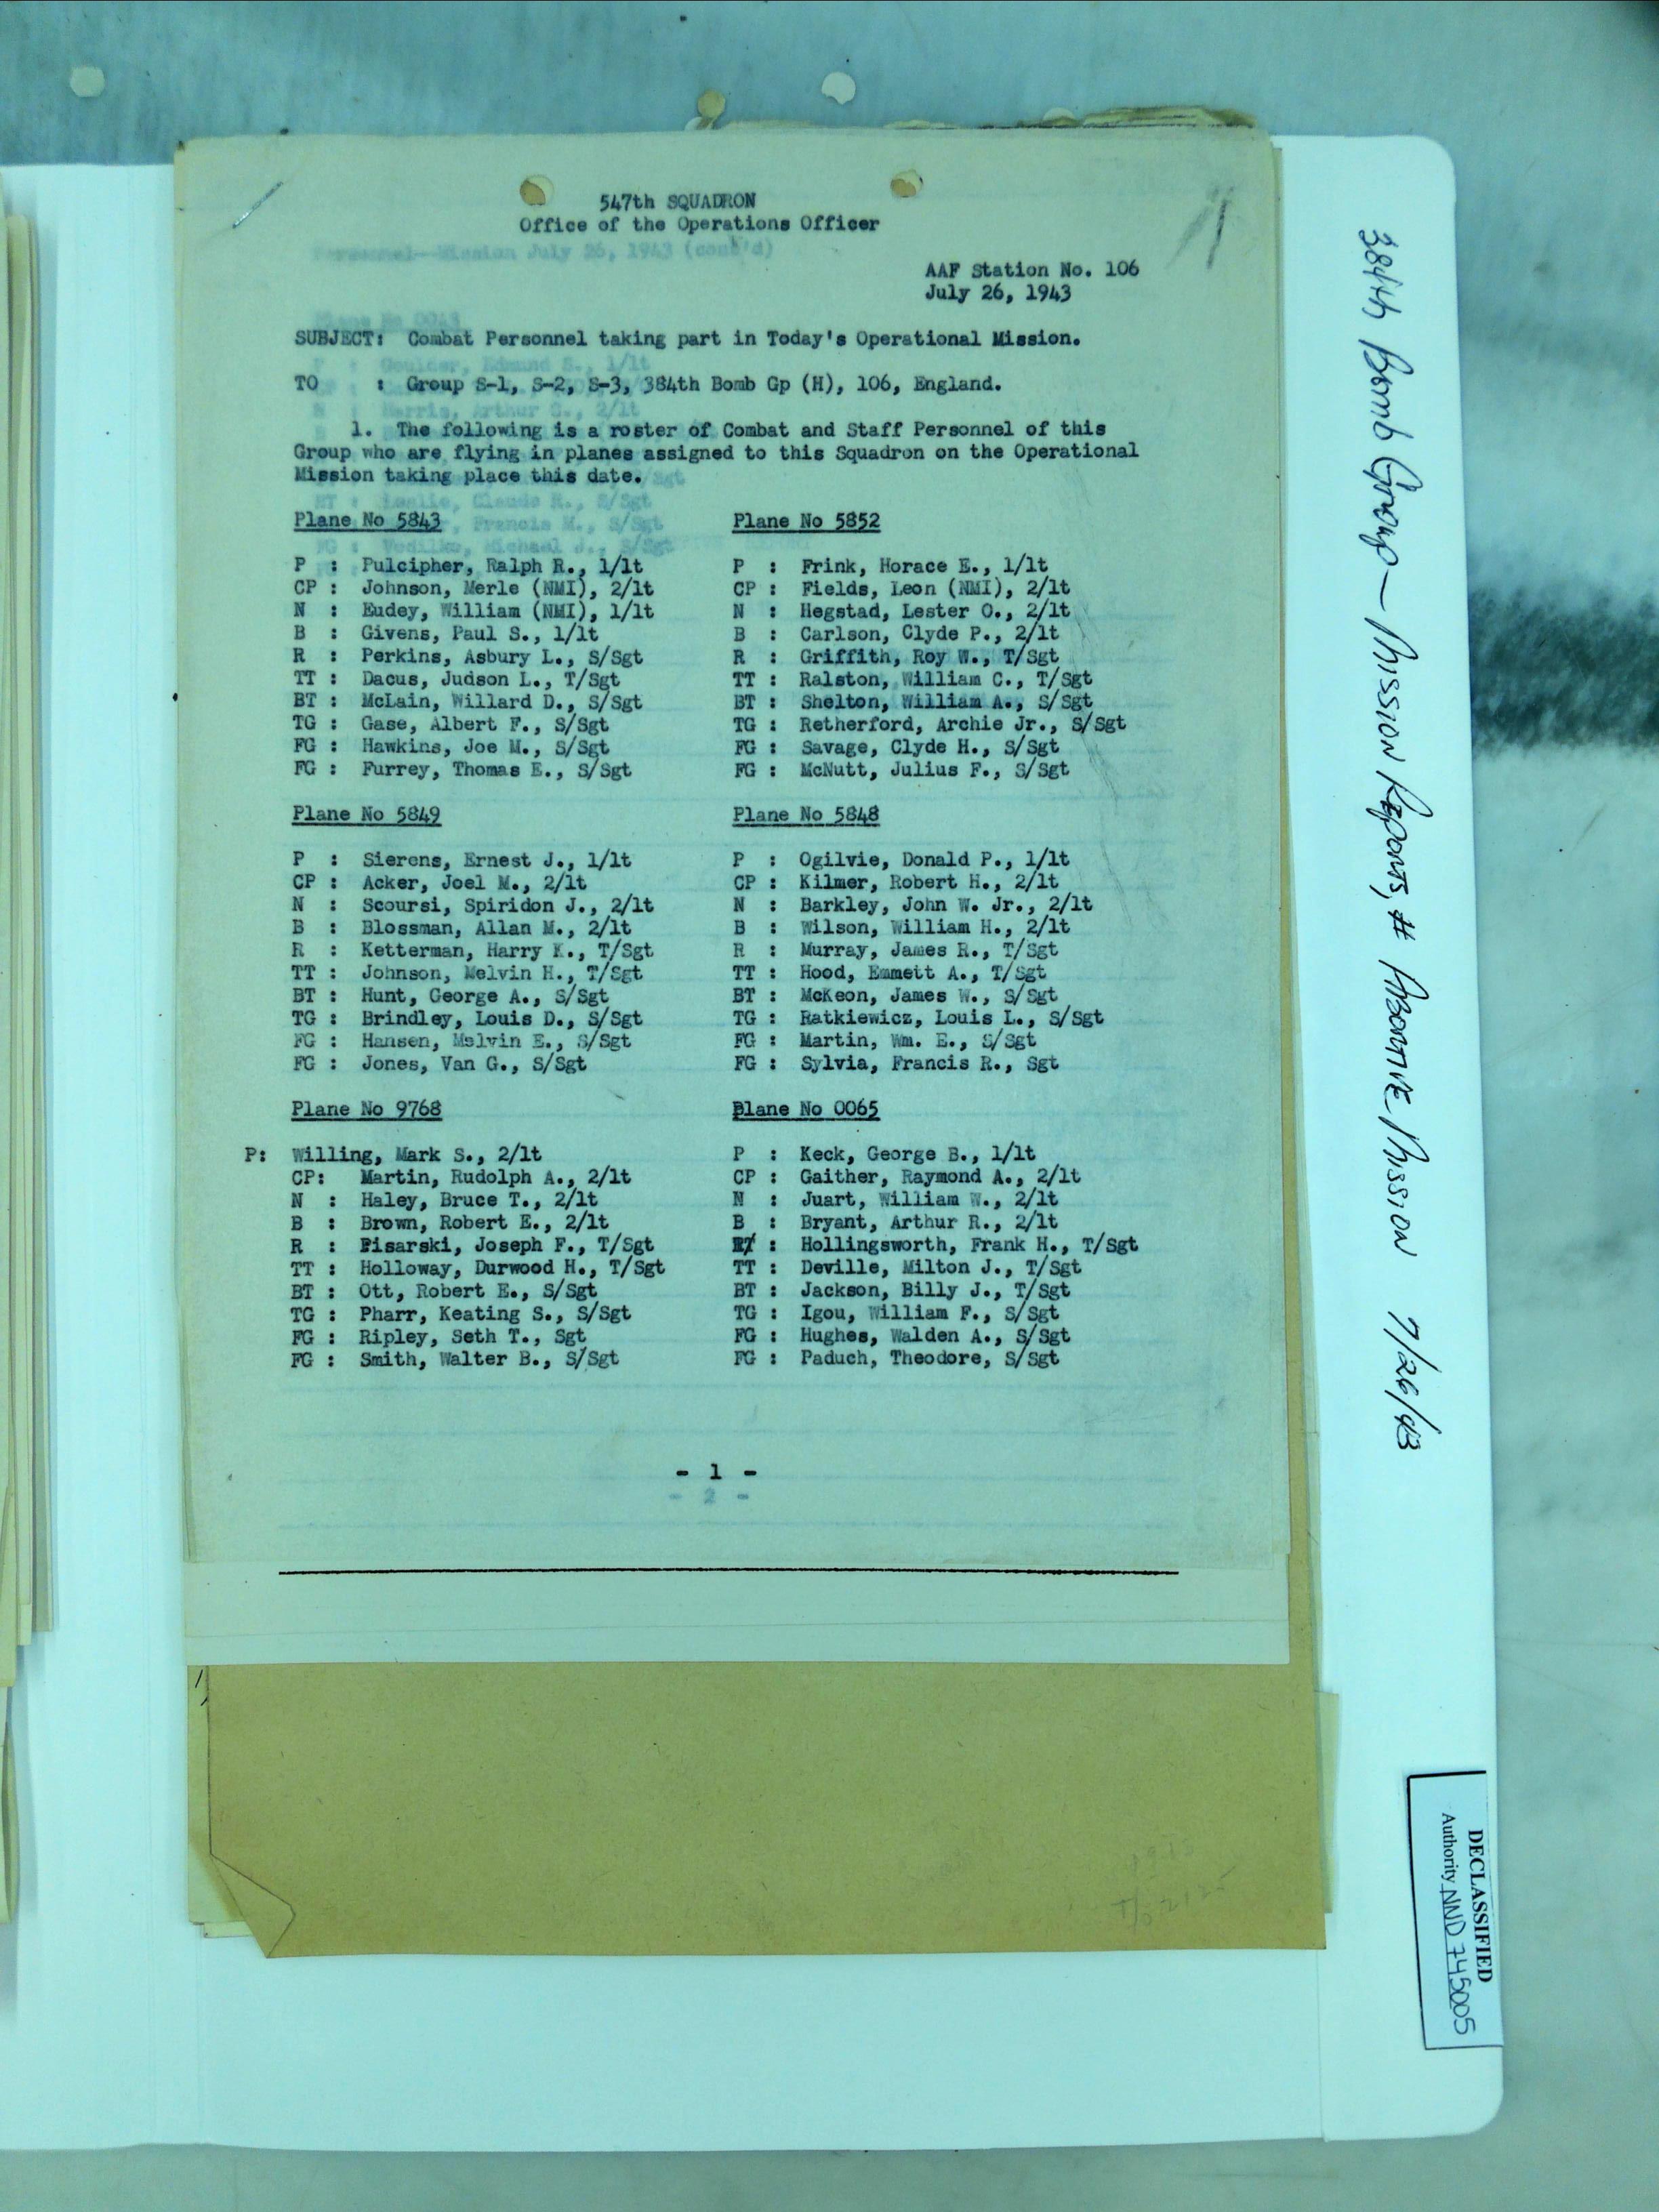 547th SQUADRON
Office of the Operations Officer
Personnel--Mission July 26, 1943 (cont'd)
AAF Station No. 106
July 26, 1943
SUBJECT: Combat Personnel taking part in Today's Operational Mission.
TO : Group S-1, S-2, S-3, 384th Bomb Gp (H), 106, England.
1. The following is a roster of Combat and Staff Personnel of this
Group who are flying in planes assigned to this Squadron on the Operational
Mission taking place this date.
Plane No 5843
P : Pulcipher, Ralph R., 1/lt
CP : Johnson, Merle (NMI), 2/lt
N : Eudey, William (NMI), 1/lt
B : Givens, Paul S., 1/lt
R : Perkins, Asbury L., S/Sgt
TT : Dacus, Judson L., T/Sgt
BT : McLain, Willard D., S/Sgt
TG : Gase, Albert F., S/Sgt
FG : Hawkins, Joe M., S/Sgt
FG : Furrey, Thomas E., S/Sgt
Plane No 5852
P : Frink, Horace E., 1/lt
CP : Fields, Leon (NMI), 2/lt
N : Hegstad, Lester O., 2/lt
B : Carlson, Clyde P., 2/lt
R : Griffith, Roy W., T/Sgt
TT : Ralston, William C., T/Sgt
BT : Shelton, William A., S/Sgt
TG : Retherford, Archie Jr., S/Sgt
FG : Savage, Clyde H., S/Sgt
FG : McNutt, Julius F., S/Sgt
Plane No 5849
P : Sierens, Ernest J., 1/lt
CP : Acker, Joel M., 2/lt
N : Scoursi, Spiridon J., 2/lt
B : Blossman, Allan M., 2/lt
R : Ketterman, Harry K., T/Sgt
TT : Johnson, Melvin H., T/Sgt
BT : Hunt, George A., S/Sgt
TG : Brindley, Louis D., S/Sgt
FG : Hansen, Melvin E., S/Sgt
FG : Jones, Van G., S/Sgt
Plane No 5848
P : Ogilvie, Donald P., 1/lt
CP : Kilmer, Robert H., 2/lt
N : Barkley, John W. Jr., 2/lt
B : Wilson, William H., 2/lt
R : Murray, James R., T/Sgt
TT : Hood, Emmett A., T/Sgt
BT : McKeon, James W., S/Sgt
TG : Ratkiewicz, Louis L., S/Sgt
FG : Martin, Wm. E., S/Sgt
FG : Sylvia, Francis R., Sgt
Plane No 9768
P: Willing, Mark S., 2/lt
CP: Martin, Rudolph A., 2/lt
N : Haley, Bruce T., 2/lt
B : Brown, Robert E., 2/lt
R : Pisarski, Joseph F., T/Sgt
TT : Holloway, Durwood H., T/Sgt
BT : Ott, Robert E., S/Sgt
TG : Pharr, Keating S., S/Sgt
FG : Ripley, Seth T., Sgt
FG : Smith, Walter B., S/Sgt
Plane No 0065
P : Keck, George B., 1/lt
CP : Gaither, Raymond A., 2/lt
N : Juart, William W., 2/lt
B : Bryant, Arthur R., 2/lt
R : Hollingsworth, Frank H., T/Sgt
TT : Deville, Milton J., T/Sgt
BT : Jackson, Billy J., T/Sgt
TG : Igou, William F., S/Sgt
FG : Hughes, Walden A., S/Sgt
FG : Paduch, Theodore, S/Sgt
- 1 -
- 2 -
384th Bomb Group — Mission Reports, # Abortive Mission 7/26/43
DECLASSIFIED
Authority NND 745005